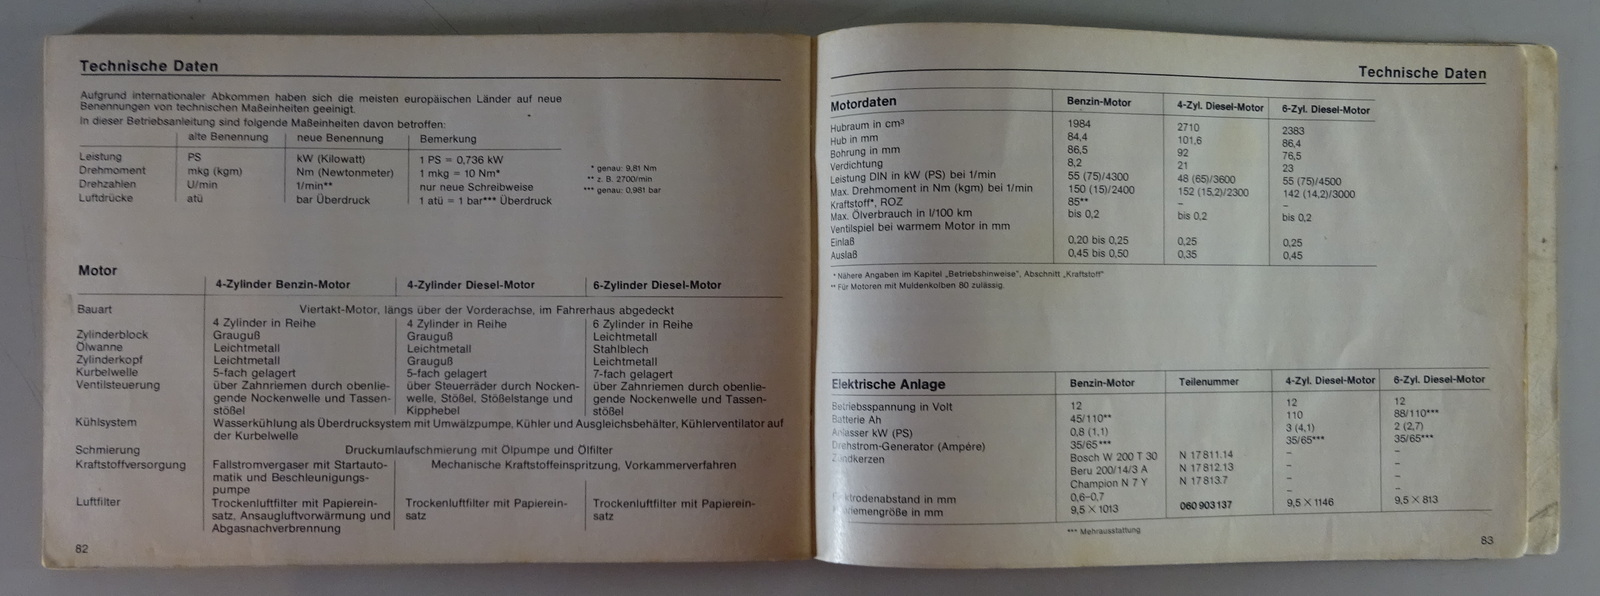 Technische Daten
Aufgrund internationaler Abkommen haben sich die meisten europäischen Länder auf neue
Benennungen von technischen Maßeinheiten geeinigt.
In dieser Betriebsanleitung sind folgende Maßeinheiten davon betroffen:
alte Benennung neue Benennung Bemerkung
Leistung PS kW (Kilowatt) 1 PS = 0,736 kW
Drehmoment mkg (kgm) Nm (Newtonmeter) 1 mkg = 10 Nm*
Drehzahlen U/min 1/min** nur neue Schreibweise
Luftdrücke atü bar Überdruck 1 atü = 1 bar*** Überdruck
* genau: 9,81 Nm
** z. B. 2700/min
*** genau: 0,981 bar
Motor
4-Zylinder Benzin-Motor 4-Zylinder Diesel-Motor 6-Zylinder Diesel-Motor
Bauart Viertakt-Motor, längs über der Vorderachse, im Fahrerhaus abgedeckt
4 Zylinder in Reihe 4 Zylinder in Reihe 6 Zylinder in Reihe
Zylinderblock Grauguß Grauguß Leichtmetall
Ölwanne Leichtmetall Leichtmetall Stahlblech
Zylinderkopf Leichtmetall Grauguß Leichtmetall
Kurbelwelle 5-fach gelagert 5-fach gelagert 7-fach gelagert
Ventilsteuerung über Zahnriemen durch obenlie- über Steuerräder durch Nocken- über Zahnriemen durch obenlie-
gende Nockenwelle und Tassen- welle, Stößel, Stößelstange und gende Nockenwelle und Tassen-
stößel Kipphebel stößel
Kühlsystem Wasserkühlung als Überdrucksystem mit Umwälzpumpe, Kühler und Ausgleichsbehälter, Kühlerventilator auf
der Kurbelwelle
Schmierung Druckumlaufschmierung mit Ölpumpe und Ölfilter
Kraftstoffversorgung Fallstromvergaser mit Startauto- Mechanische Kraftstoffeinspritzung, Vorkammerverfahren
matik und Beschleunigungs-
pumpe
Luftfilter Trockenluftfilter mit Papierein- Trockenluftfilter mit Papierein- Trockenluftfilter mit Papierein-
satz, Ansaugluftvorwärmung und satz satz
Abgasnachverbrennung
82
Technische Daten
Motordaten Benzin-Motor 4-Zyl. Diesel-Motor 6-Zyl. Diesel-Motor
Hubraum in cm³ 1984 2710 2383
Hub in mm 84,4 101,6 86,4
Bohrung in mm 86,5 92 76,5
Verdichtung 8,2 21 23
Leistung DIN in kW (PS) bei 1/min 55 (75)/4300 48 (65)/3600 55 (75)/4500
Max. Drehmoment in Nm (kgm) bei 1/min 150 (15)/2400 152 (15,2)/2300 142 (14,2)/3000
Kraftstoff*, ROZ 85** – –
Max. Ölverbrauch in l/100 km bis 0,2 bis 0,2 bis 0,2
Ventilspiel bei warmem Motor in mm
Einlaß 0,20 bis 0,25 0,25 0,25
Auslaß 0,45 bis 0,50 0,35 0,45
* Nähere Angaben im Kapitel „Betriebshinweise", Abschnitt „Kraftstoff"
** Für Motoren mit Muldenkolben 80 zulässig.
Elektrische Anlage Benzin-Motor Teilenummer 4-Zyl. Diesel-Motor 6-Zyl. Diesel-Motor
Betriebsspannung in Volt 12 12 12
Batterie Ah 45/110** 110 88/110***
Anlasser kW (PS) 0,8 (1,1) 3 (4,1) 2 (2,7)
Drehstrom-Generator (Ampére) 35/65*** 35/65*** 35/65***
Zündkerzen Bosch W 200 T 30 N 17 811.14 – –
Beru 200/14/3 A N 17 812.13 – –
Champion N 7 Y N 17 813.7 – –
in mm 0,6–0,7 – –
in mm 9,5 X 1013 060 903 137 9,5 X 1146 9,5 X 813
*** Mehrausstattung
83